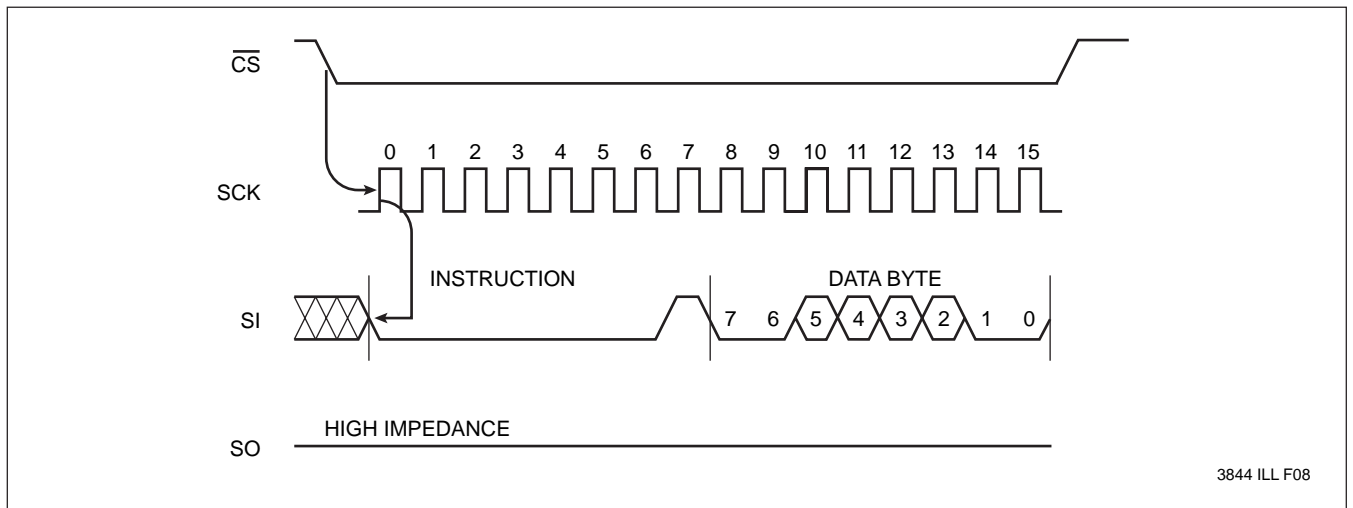 CS
0 1 2 3 4 5 6 7 8 9 10 11 12 13 14 15
SCK
INSTRUCTION DATA BYTE
SI 7 6 5 4 3 2 1 0
HIGH IMPEDANCE
SO
3844 ILL F08